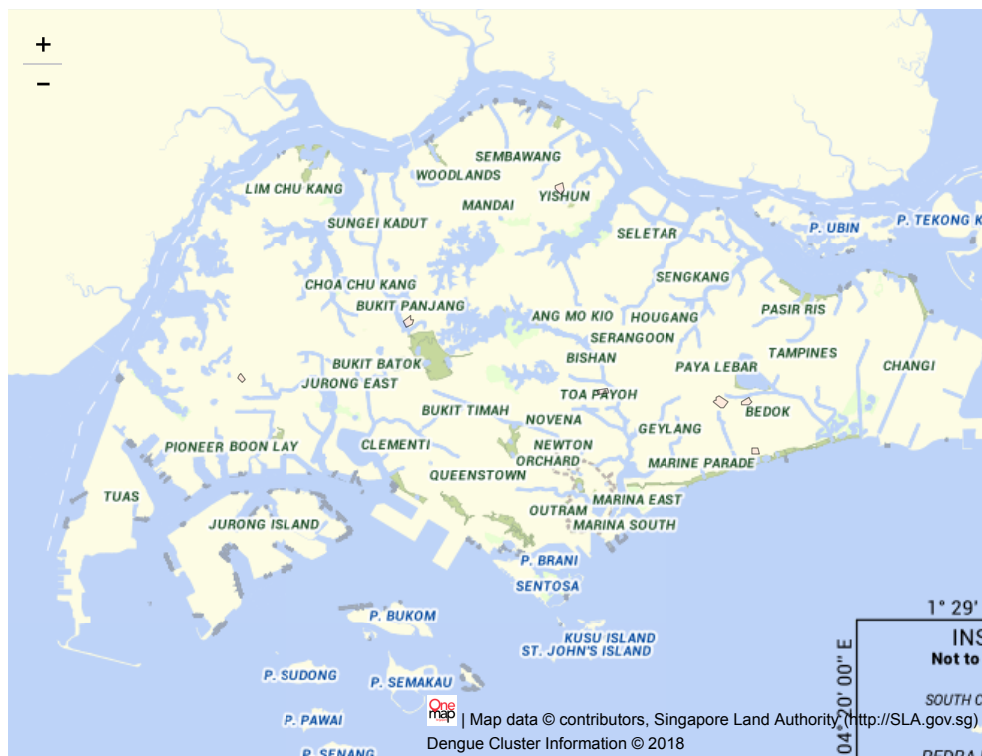 +
−
SEMBAWANG
WOODLANDS
LIM CHU KANG
YISHUN
MANDAI
SUNGEI KADUT
SELETAR
P. UBIN
P. TEKONG K
SENGKANG
CHOA CHU KANG
BUKIT PANJANG
ANG MO KIO
HOUGANG
PASIR RIS
SERANGOON
BISHAN
TAMPINES
BUKIT BATOK
PAYA LEBAR
CHANGI
JURONG EAST
TOA PAYOH
BUKIT TIMAH
BEDOK
NOVENA
GEYLANG
PIONEER
BOON LAY
CLEMENTI
NEWTON
ORCHARD
MARINE PARADE
QUEENSTOWN
TUAS
MARINA EAST
OUTRAM
JURONG ISLAND
MARINA SOUTH
P. BRANI
SENTOSA
P. BUKOM
1° 29'
KUSU ISLAND
INS
ST. JOHN'S ISLAND
Not to
P. SUDONG
P. SEMAKAU
04° 20' 00" E
SOUTH C
P. PAWAI
One
map
| Map data © contributors, Singapore Land Authority (http://SLA.gov.sg)
P. SENANG
Dengue Cluster Information © 2018
PEDRA